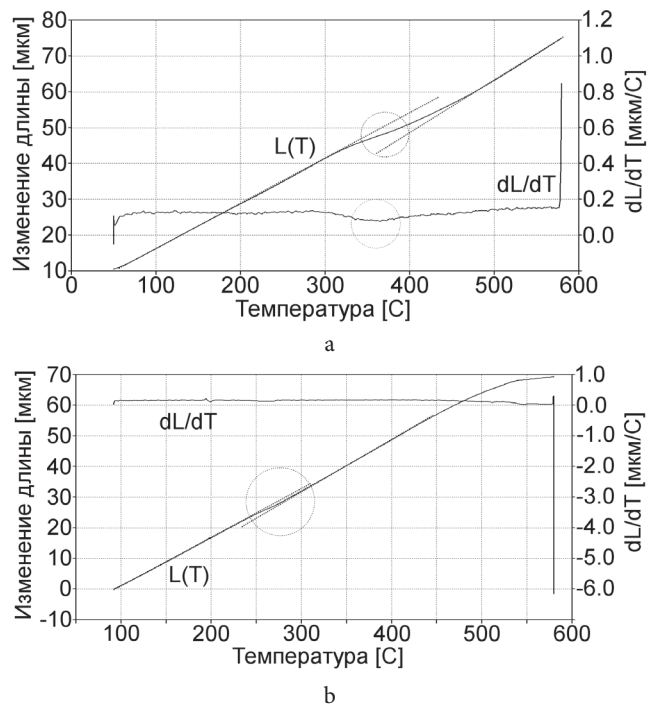 80
70
60
50
40
30
20
10
Изменение длины [мкм]
1.2
1.0
0.8
0.6
0.4
0.2
0.0
dL/dT [мкм/C]
L(T)
dL/dT
0 100 200 300 400 500 600
Температура [C]
a
70
60
50
40
30
20
10
0
-10
Изменение длины [мкм]
1.0
0.0
-1.0
-2.0
-3.0
-4.0
-5.0
-6.0
dL/dT [мкм/C]
dL/dT
L(T)
100 200 300 400 500 600
Температура [C]
b